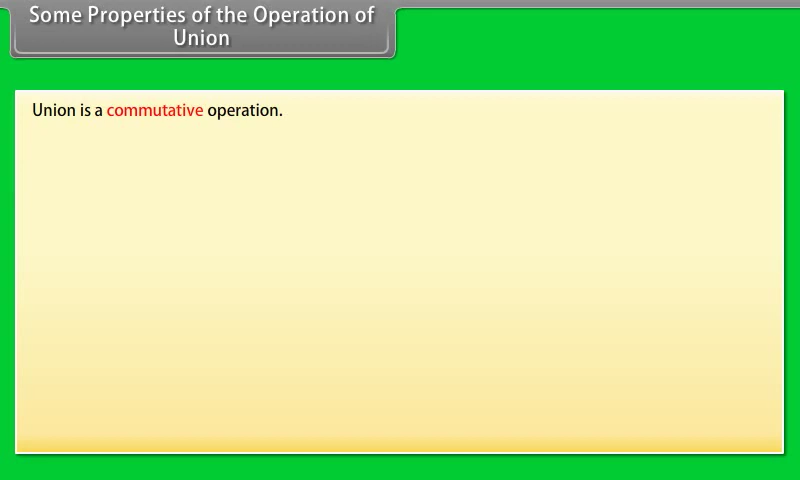 Some Properties of the Operation of
Union
Union is a commutative operation.